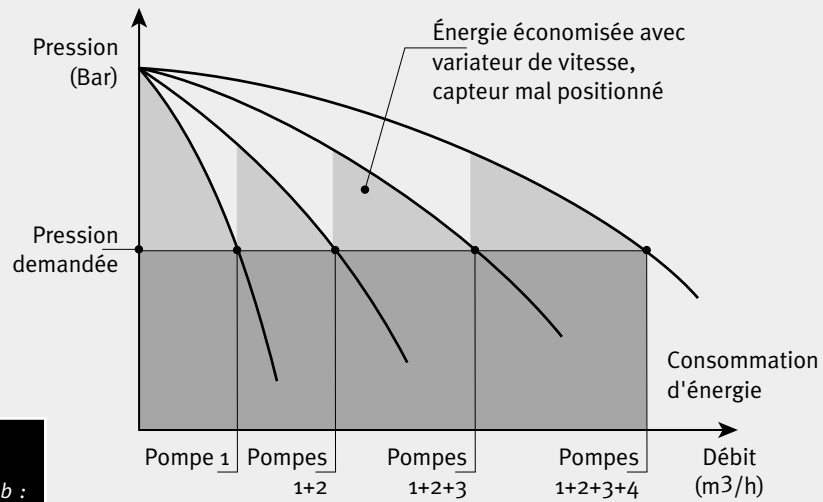 Pression
(Bar)
Énergie économisée avec
variateur de vitesse,
capteur mal positionné
Pression
demandée
Consommation
d'énergie
Pompe 1
Pompes
1+2
Pompes
1+2+3
Pompes
1+2+3+4
Débit
(m3/h)
b :